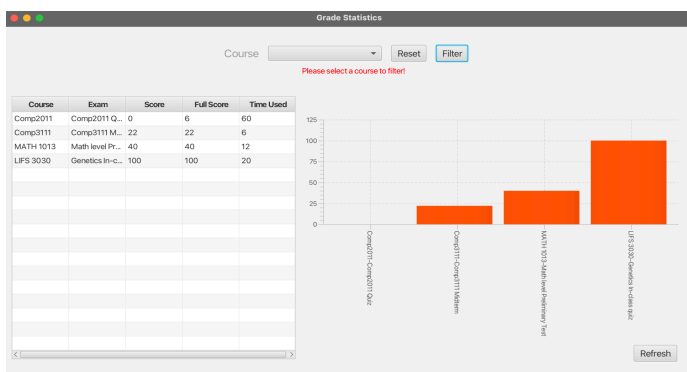 Grade Statistics
Course Reset Filter
Please select a course to filter!
Course Exam Score Full Score Time Used
Comp2011 Comp2011 Q... 0 6 60
Comp3111 Comp3111 M... 22 22 6
MATH 1013 Math level Pr... 40 40 12
LIFS 3030 Genetics In-c... 100 100 20
125
100
75
50
25
0
Comp2011-Comp2011 Quiz
Comp3111-Comp3111 Midterm
MATH 1013-Math level Preliminary Test
LIFS 3030-Genetics In-class quiz
Refresh